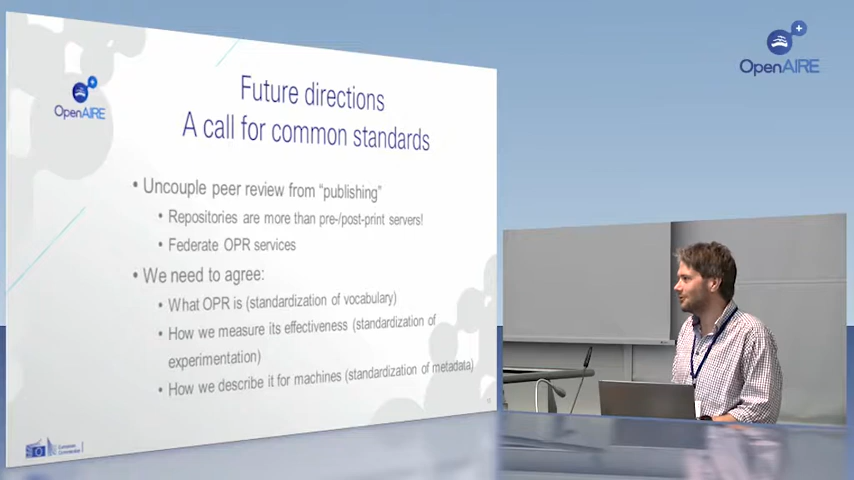 OpenAIRE
OpenAIRE
Future directions
A call for common standards
• Uncouple peer review from “publishing”
• Repositories are more than pre-/post-print servers!
• Federate OPR services
• We need to agree:
• What OPR is (standardization of vocabulary)
• How we measure its effectiveness (standardization of
experimentation)
• How we describe it for machines (standardization of metadata)
European
Commission